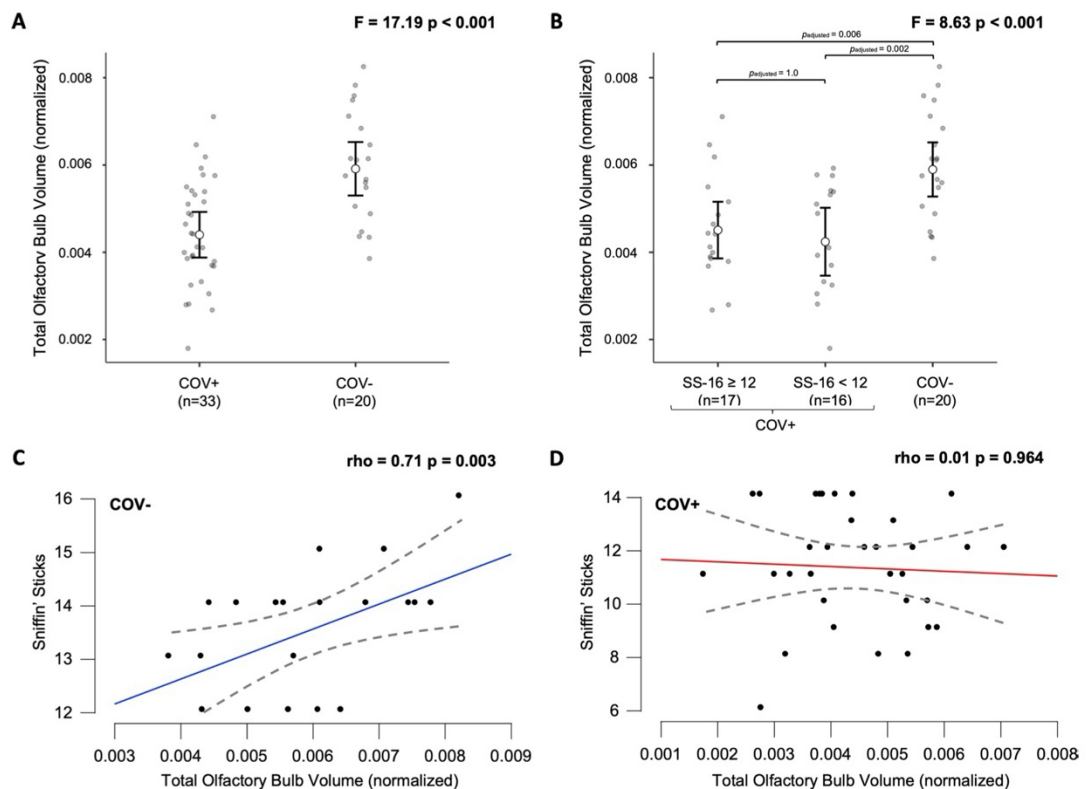 A
F = 17.19 p < 0.001
Total Olfactory Bulb Volume (normalized)
0.008
0.006
0.004
0.002
COV+
(n=33)
COV-
(n=20)
B
F = 8.63 p < 0.001
padjusted = 0.006
padjusted = 0.002
padjusted = 1.0
Total Olfactory Bulb Volume (normalized)
0.008
0.006
0.004
0.002
SS-16 ≥ 12
(n=17)
SS-16 < 12
(n=16)
COV-
(n=20)
COV+
C
rho = 0.71 p = 0.003
COV-
Sniffin' Sticks
16
15
14
13
12
0.003 0.004 0.005 0.006 0.007 0.008 0.009
Total Olfactory Bulb Volume (normalized)
D
rho = 0.01 p = 0.964
COV+
Sniffin' Sticks
14
12
10
8
6
0.001 0.002 0.003 0.004 0.005 0.006 0.007 0.008
Total Olfactory Bulb Volume (normalized)